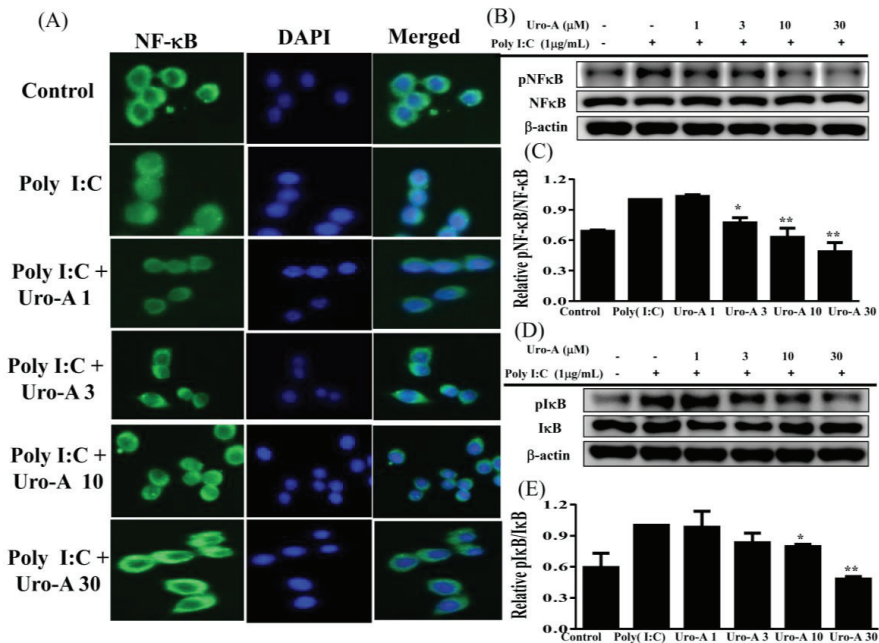 (A)
NF-κB DAPI Merged
Control
Poly I:C
Poly I:C +
Uro-A 1
Poly I:C +
Uro-A 3
Poly I:C +
Uro-A 10
Poly I:C +
Uro-A 30
(B)
Uro-A (μM) - - 1 3 10 30
Poly I:C (1μg/mL) - + + + + +
pNFκB
NFκB
β-actin
(C)
Relative pNF-κB/NF-κB
1.2
0.9
0.6
0.3
0.0
* ** **
Control Poly( I:C) Uro-A 1 Uro-A 3 Uro-A 10 Uro-A 30
(D)
Uro-A (μM) - - 1 3 10 30
Poly I:C (1μg/mL) - + + + + +
pIκB
IκB
β-actin
(E)
Relative pIκB/IκB
1.2
0.9
0.6
0.3
0.0
* **
Control Poly( I:C) Uro-A 1 Uro-A 3 Uro-A 10 Uro-A 30